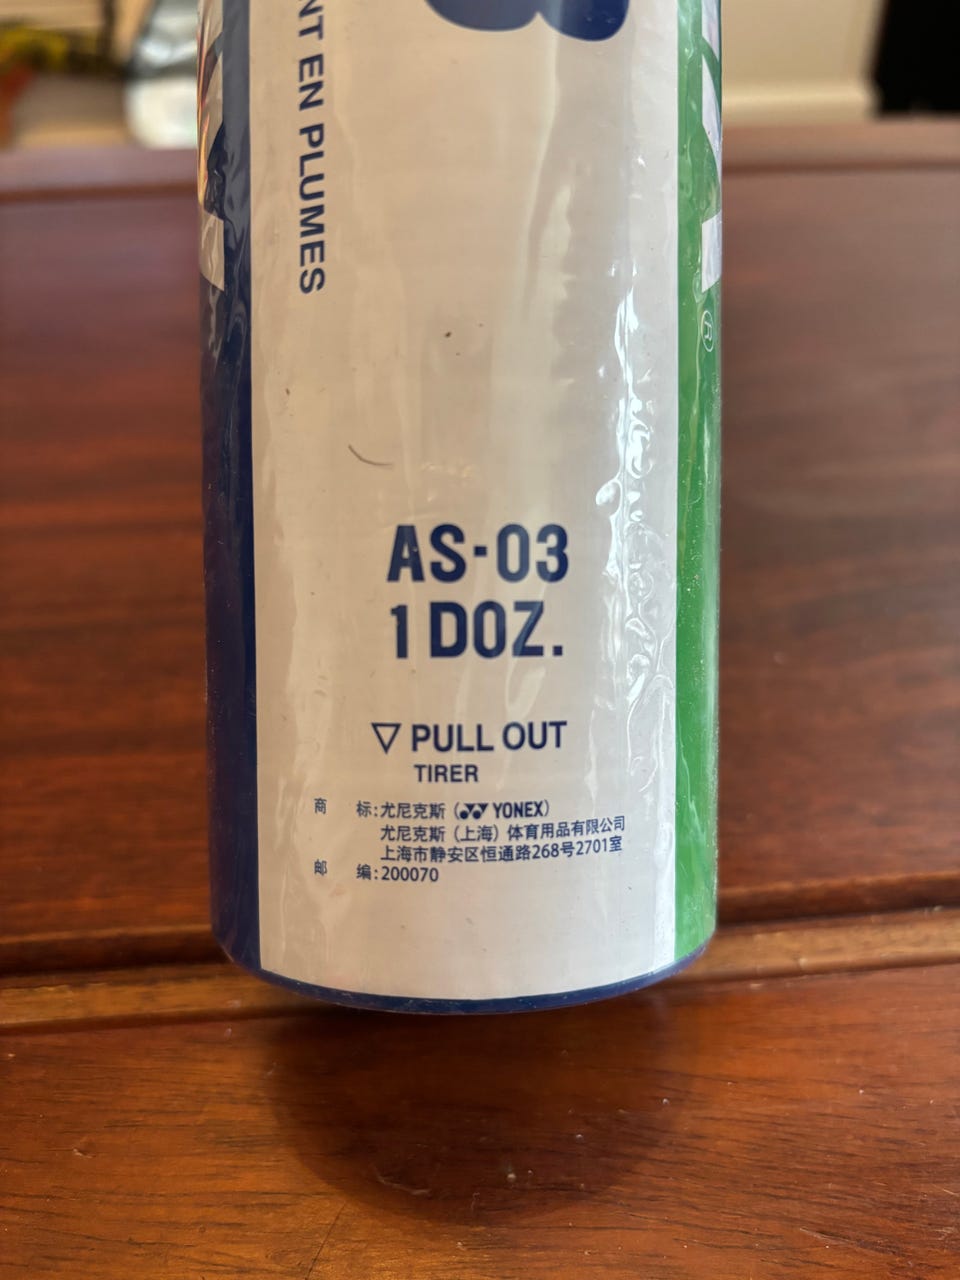 NT EN PLUMES
AS-03
1 DOZ.
▽ PULL OUT
TIRER
商 标:尤尼克斯（YONEX）
尤尼克斯（上海）体育用品有限公司
上海市静安区恒通路268号2701室
邮 编:200070
®